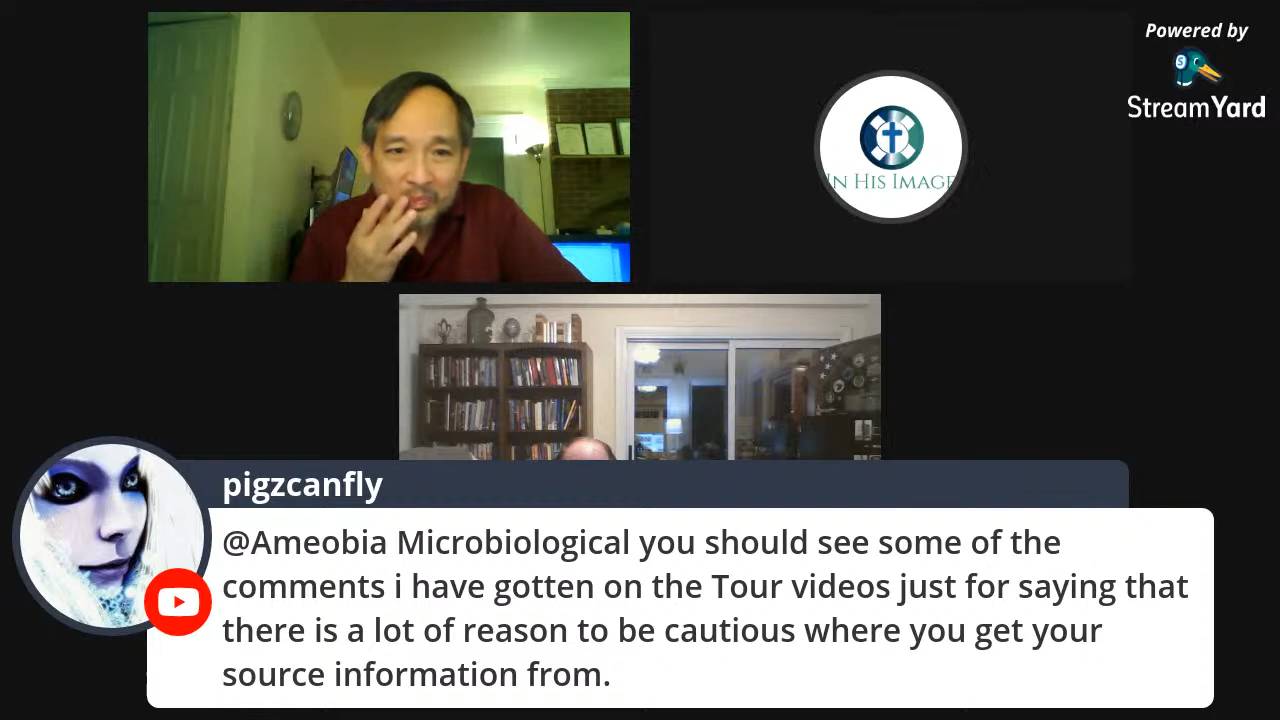 Powered by
StreamYard
IN HIS IMAGE
pigzcanfly
@Ameobia Microbiological you should see some of the
comments i have gotten on the Tour videos just for saying that
there is a lot of reason to be cautious where you get your
source information from.